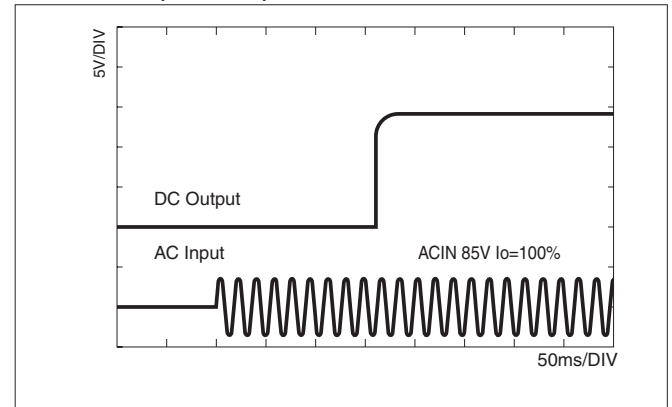 5V/DIV
DC Output
AC Input
ACIN 85V Io=100%
50ms/DIV